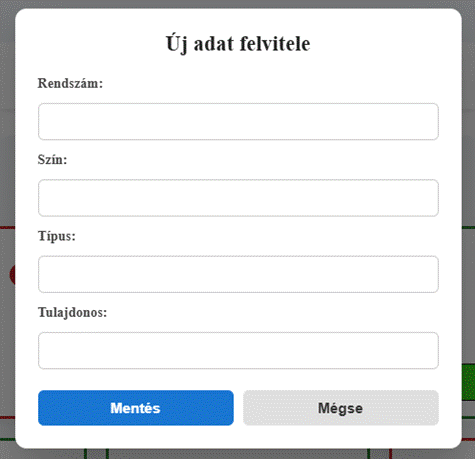 Új adat felvitele
Rendszám:
Szín:
Típus:
Tulajdonos:
Mentés
Mégse